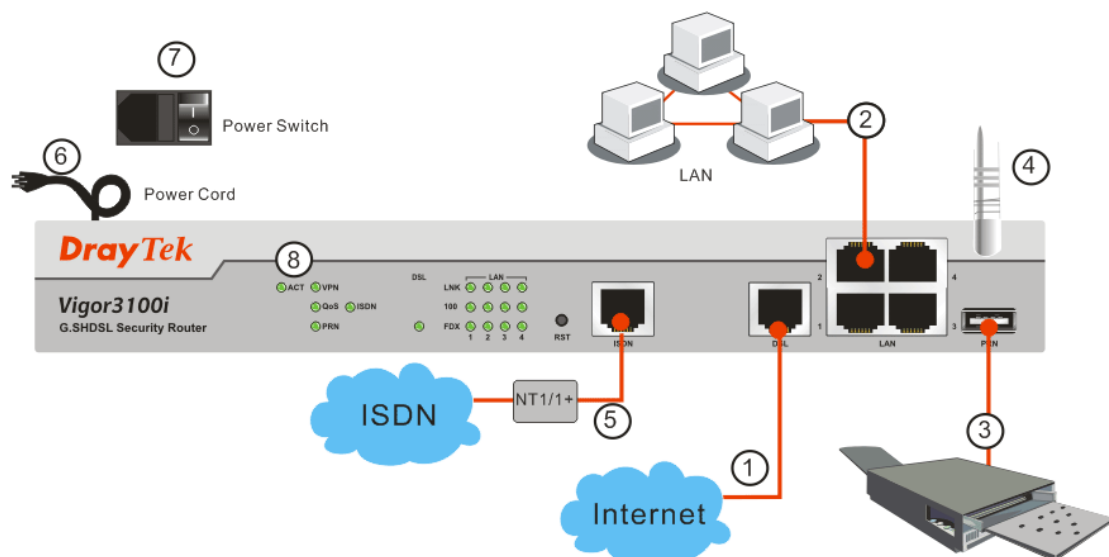 7
Power Switch
6
Power Cord
LAN
2
4
DrayTek
8
Vigor3100i
G.SHDSL Security Router
ACT VPN
QoS ISDN
PRN
DSL
LAN
LNK
100
FDX
1 2 3 4
RST
ISDN
DSL
2
1
4
3
LAN
PRN
ISDN
NT1/1+
5
1
Internet
3